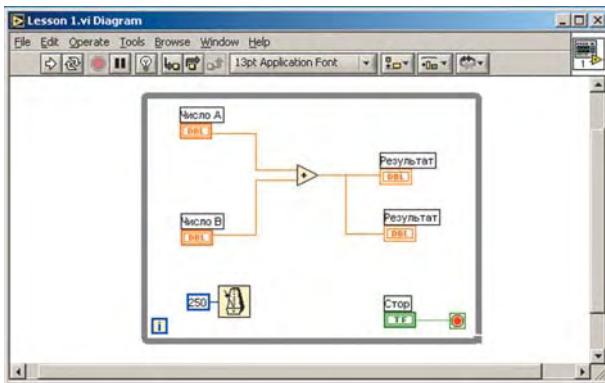 Lesson 1.vi Diagram
File Edit Operate Tools Browse Window Help
13pt Application Font
1
Число A
DBL
Результат
DBL
Число B
DBL
Результат
DBL
250
Стор
TF
i